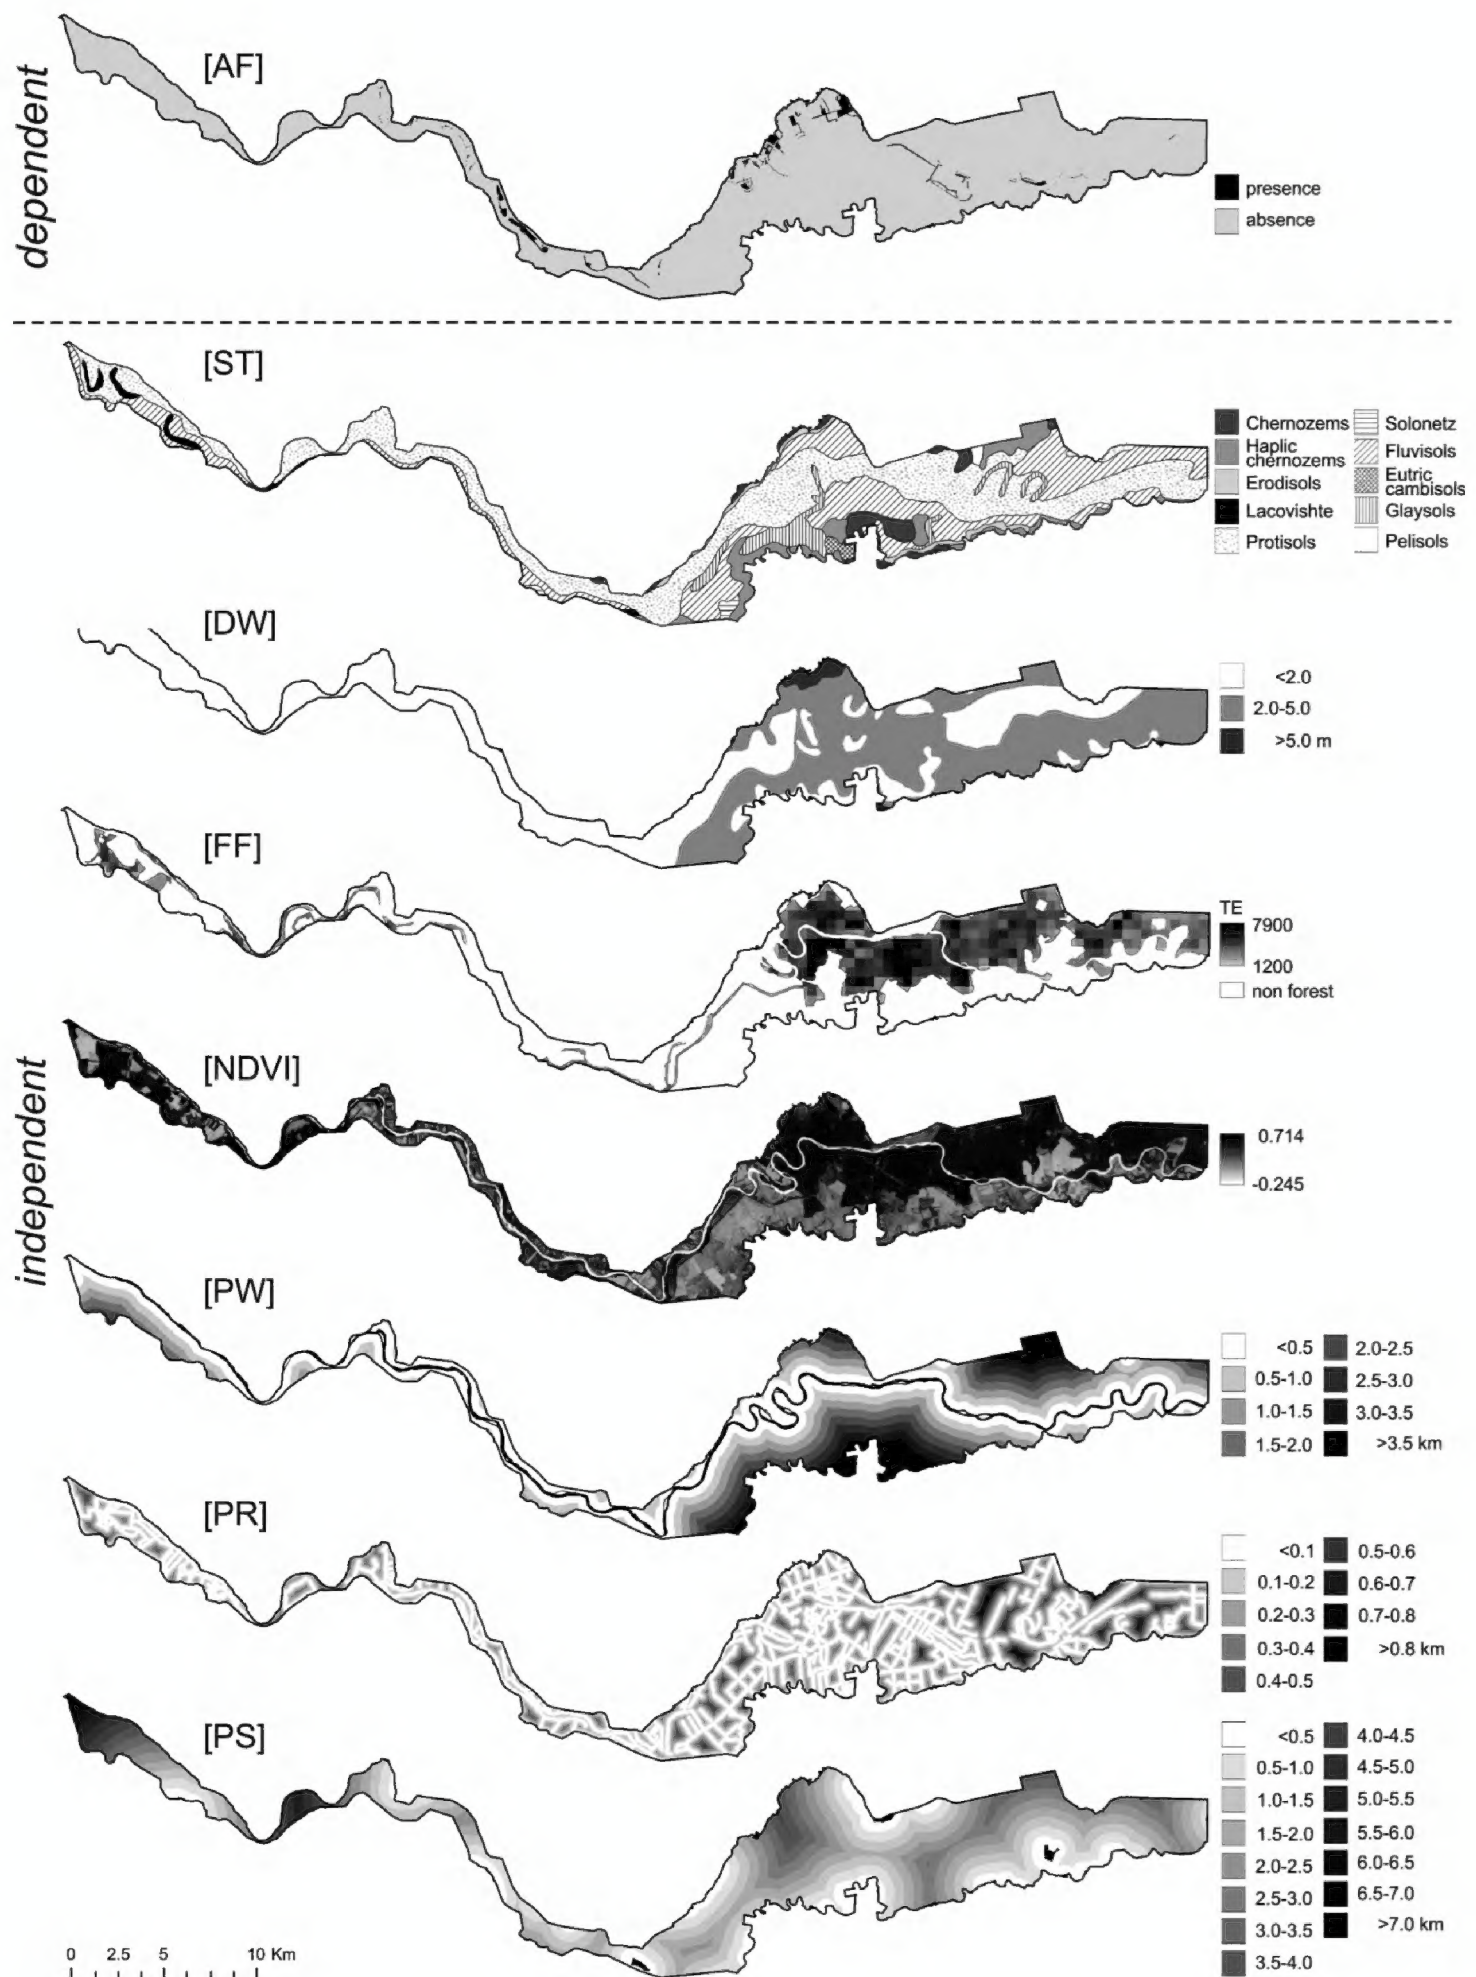 dependent
[AF]
presence
absence
[ST]
Chernozems
Haplic
chernozems
Erodisols
Lacovishte
Protisols
Solonetz
Fluvisols
Eutric
cambisols
Glaysols
Pelisols
[DW]
<2.0
2.0-5.0
>5.0 m
[FF]
TE
7900
1200
non forest
independent
[NDVI]
0.714
-0.245
[PW]
<0.5
0.5-1.0
1.0-1.5
1.5-2.0
2.0-2.5
2.5-3.0
3.0-3.5
>3.5 km
[PR]
<0.1
0.1-0.2
0.2-0.3
0.3-0.4
0.4-0.5
0.5-0.6
0.6-0.7
0.7-0.8
>0.8 km
[PS]
<0.5
0.5-1.0
1.0-1.5
1.5-2.0
2.0-2.5
2.5-3.0
3.0-3.5
3.5-4.0
4.0-4.5
4.5-5.0
5.0-5.5
5.5-6.0
6.0-6.5
6.5-7.0
>7.0 km
0 2.5 5 10 Km